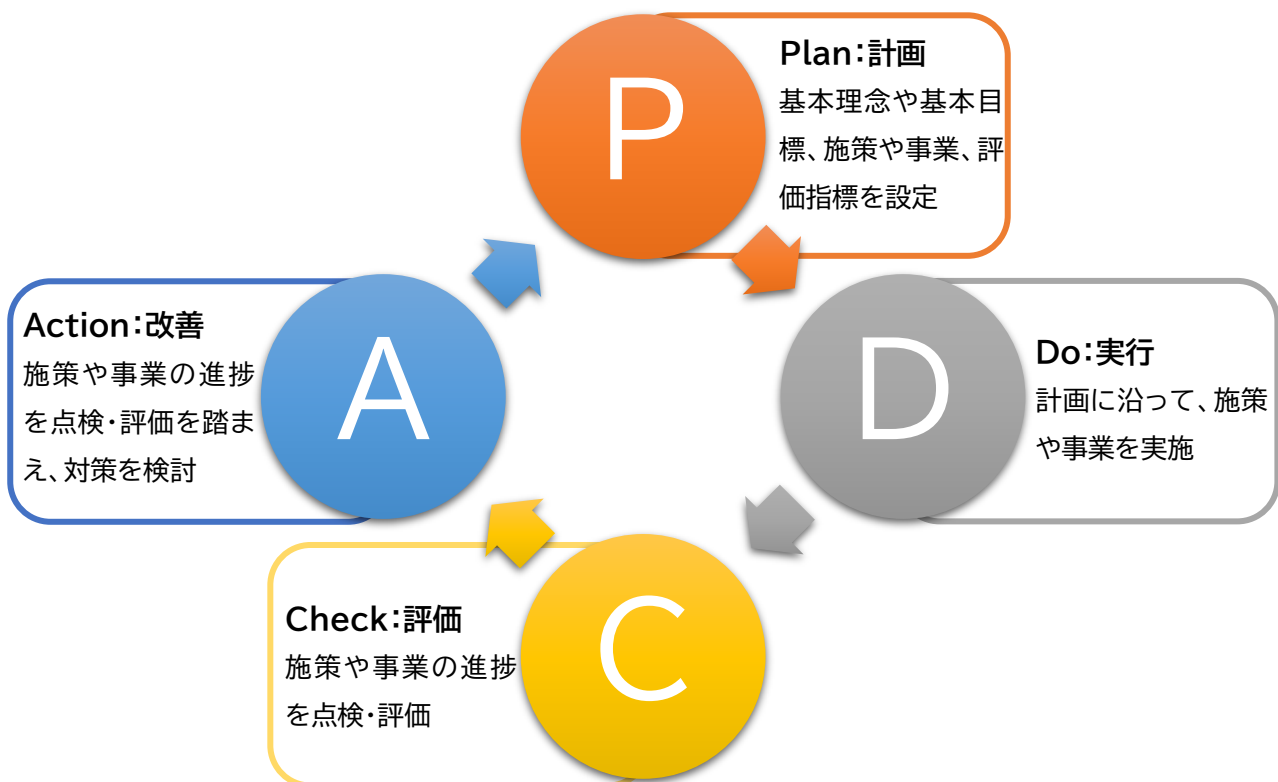 P
Plan：計画
基本理念や基本目
標、施策や事業、評
価指標を設定
D
Do：実行
計画に沿って、施策
や事業を実施
C
Check：評価
施策や事業の進捗
を点検・評価
A
Action：改善
施策や事業の進捗
を点検・評価を踏ま
え、対策を検討